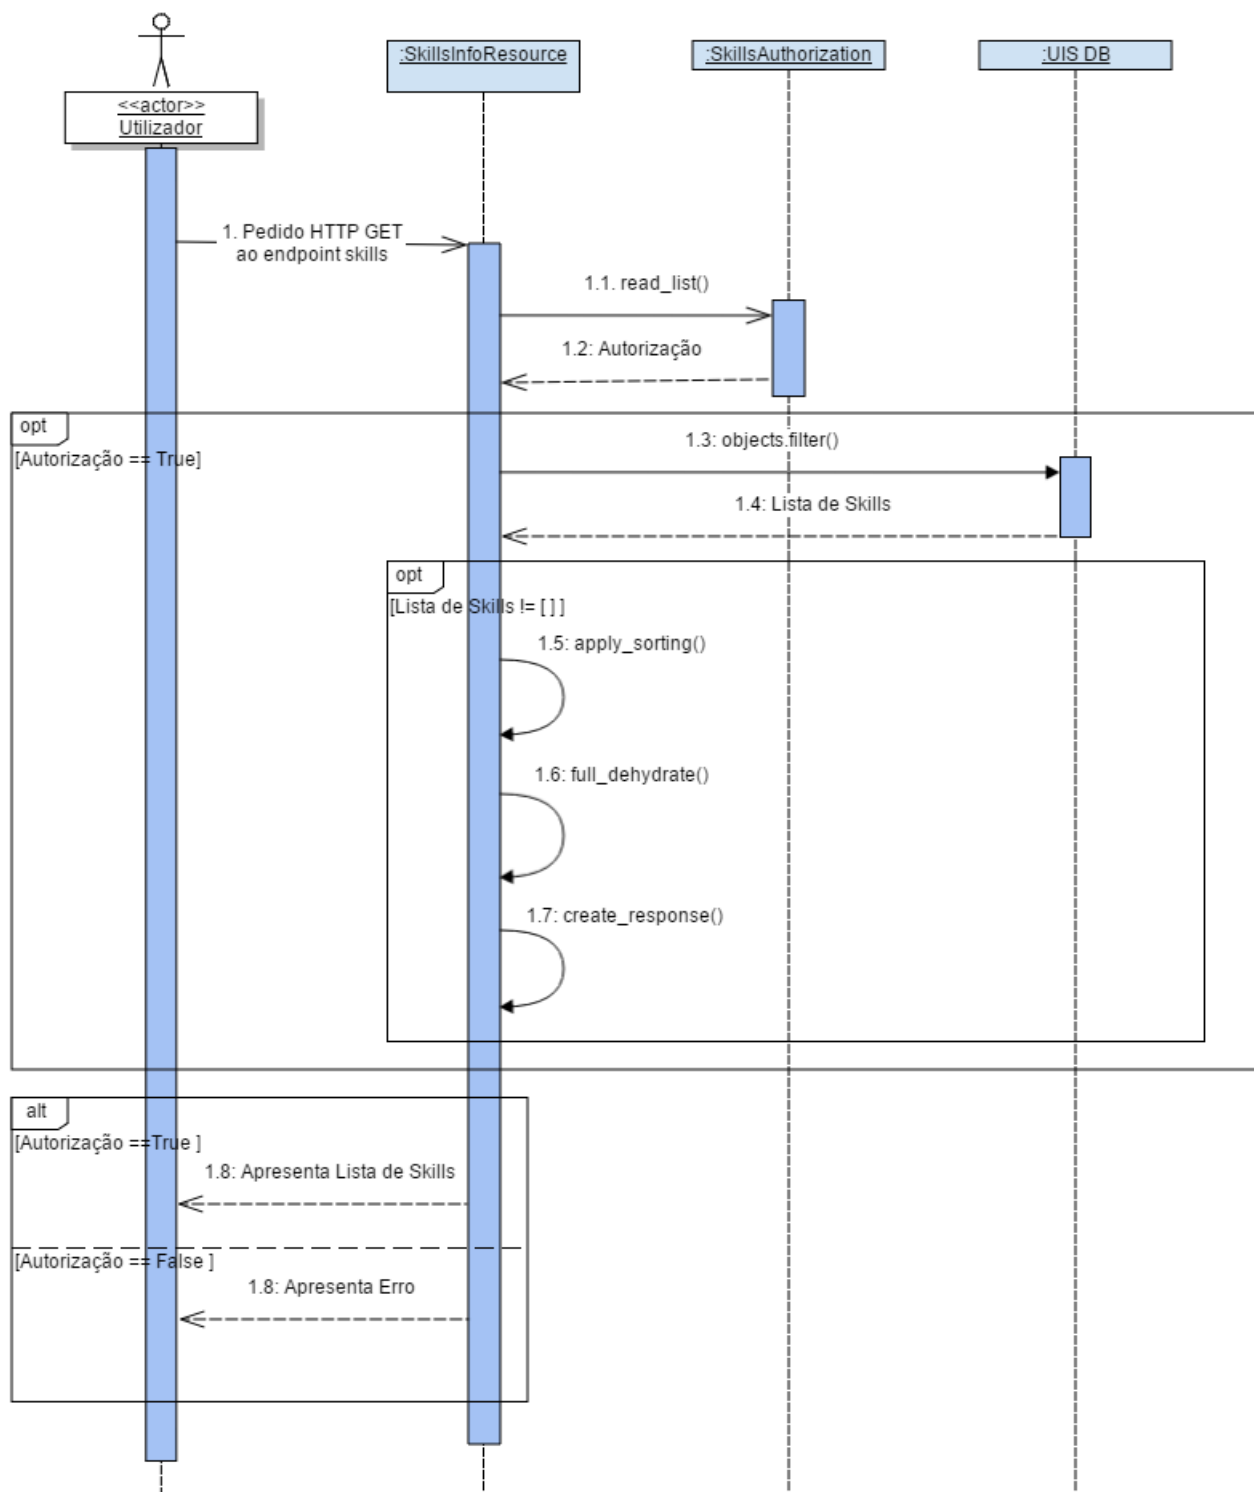 <<actor>>
Utilizador
:SkillsInfoResource
:SkillsAuthorization
:UIS DB
1. Pedido HTTP GET
ao endpoint skills
1.1. read_list()
1.2: Autorização
opt
[Autorização == True]
1.3: objects.filter()
1.4: Lista de Skills
opt
[Lista de Skills != [ ] ]
1.5: apply_sorting()
1.6: full_dehydrate()
1.7: create_response()
alt
[Autorização ==True ]
1.8: Apresenta Lista de Skills
[Autorização == False ]
1.8: Apresenta Erro